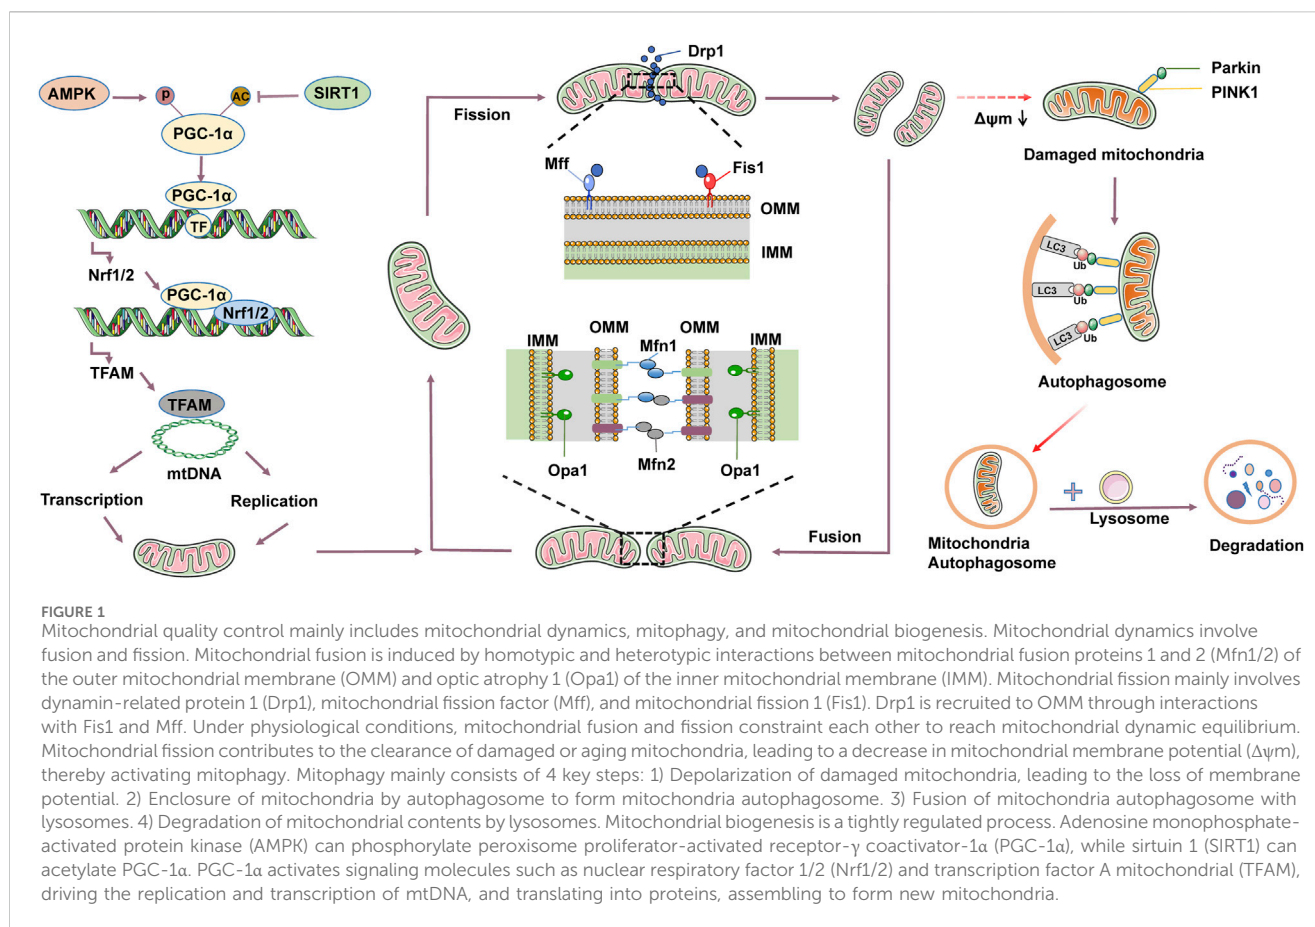 AMPK
P
AC
SIRT1
PGC-1α
PGC-1α
TF
Nrf1/2
PGC-1α
Nrf1/2
TFAM
TFAM
mtDNA
Transcription
Replication
Fission
Drp1
Mff
Fis1
OMM
IMM
OMM
OMM
IMM
Mfn1
IMM
Opa1
Mfn2
Opa1
Fusion
Δψm ↓
Parkin
PINK1
Damaged mitochondria
LC3
Ub
LC3
Ub
LC3
Ub
Autophagosome
+
Lysosome
Mitochondria
Autophagosome
Degradation
FIGURE 1
Mitochondrial quality control mainly includes mitochondrial dynamics, mitophagy, and mitochondrial biogenesis. Mitochondrial dynamics involve
fusion and fission. Mitochondrial fusion is induced by homotypic and heterotypic interactions between mitochondrial fusion proteins 1 and 2 (Mfn1/2) of
the outer mitochondrial membrane (OMM) and optic atrophy 1 (Opa1) of the inner mitochondrial membrane (IMM). Mitochondrial fission mainly involves
dynamin-related protein 1 (Drp1), mitochondrial fission factor (Mff), and mitochondrial fission 1 (Fis1). Drp1 is recruited to OMM through interactions
with Fis1 and Mff. Under physiological conditions, mitochondrial fusion and fission constraint each other to reach mitochondrial dynamic equilibrium.
Mitochondrial fission contributes to the clearance of damaged or aging mitochondria, leading to a decrease in mitochondrial membrane potential (Δψm),
thereby activating mitophagy. Mitophagy mainly consists of 4 key steps: 1) Depolarization of damaged mitochondria, leading to the loss of membrane
potential. 2) Enclosure of mitochondria by autophagosome to form mitochondria autophagosome. 3) Fusion of mitochondria autophagosome with
lysosomes. 4) Degradation of mitochondrial contents by lysosomes. Mitochondrial biogenesis is a tightly regulated process. Adenosine monophosphate-
activated protein kinase (AMPK) can phosphorylate peroxisome proliferator-activated receptor-γ coactivator-1α (PGC-1α), while sirtuin 1 (SIRT1) can
acetylate PGC-1α. PGC-1α activates signaling molecules such as nuclear respiratory factor 1/2 (Nrf1/2) and transcription factor A mitochondrial (TFAM),
driving the replication and transcription of mtDNA, and translating into proteins, assembling to form new mitochondria.